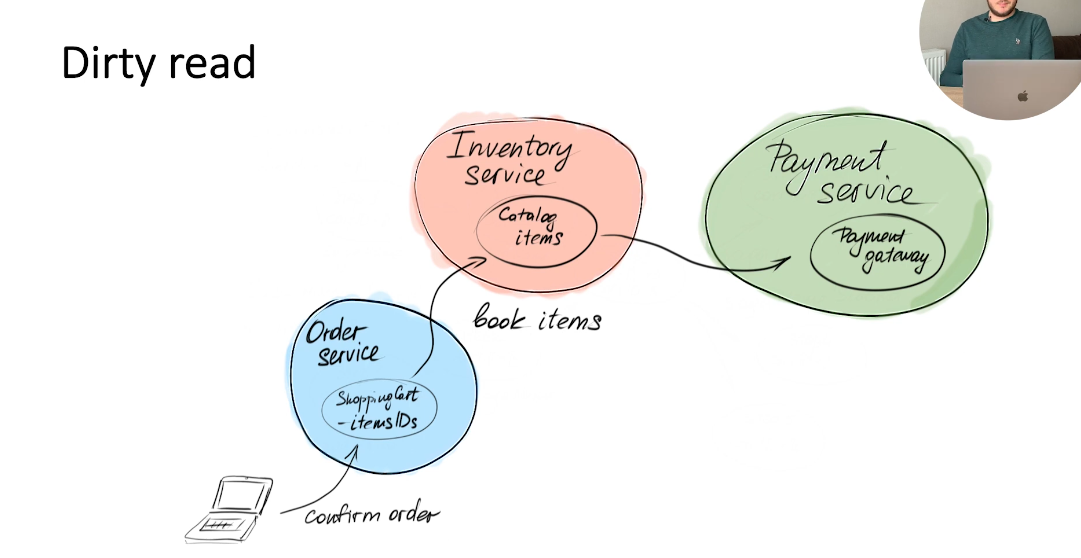 Dirty read
Inventory
service
Catalog
items
Payment
service
Payment
gateway
book items
Order
service
ShoppingCart
-itemsIDs
confirm order